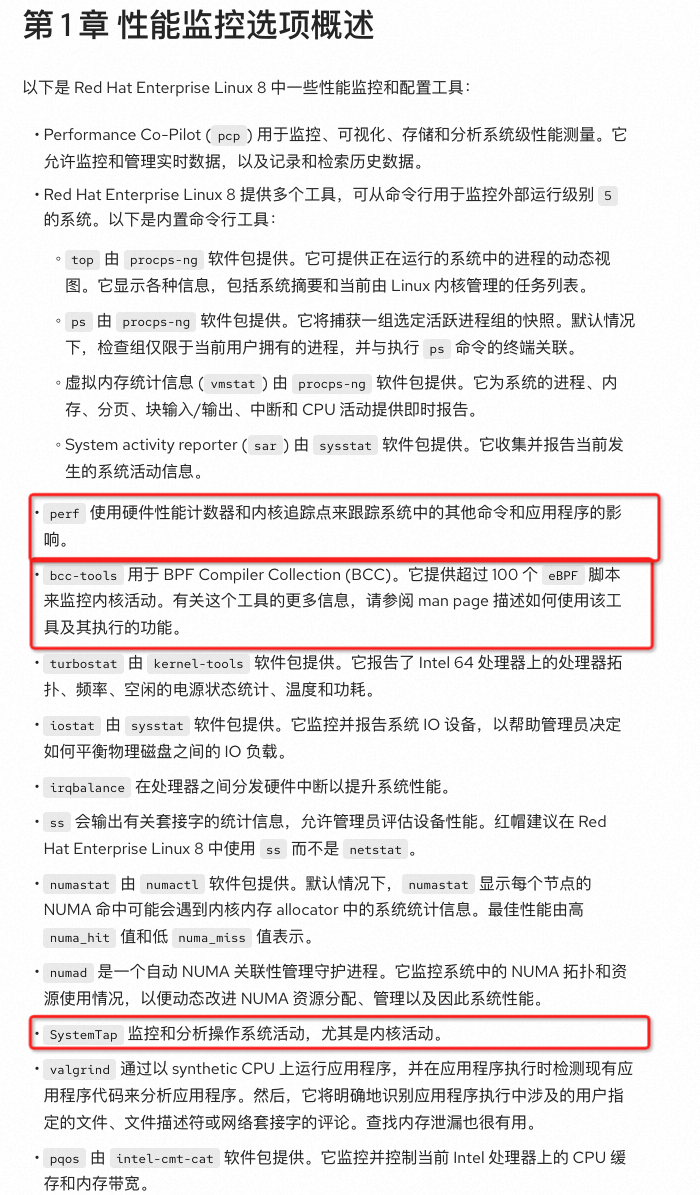 第 1 章 性能监控选项概述
以下是 Red Hat Enterprise Linux 8 中一些性能监控和配置工具：
• Performance Co-Pilot ( pcp ) 用于监控、可视化、存储和分析系统级性能测量。它
允许监控和管理实时数据，以及记录和检索历史数据。
• Red Hat Enterprise Linux 8 提供多个工具，可从命令行用于监控外部运行级别 5
的系统。以下是内置命令行工具：
◦ top 由 procps-ng 软件包提供。它可提供正在运行的系统中的进程的动态视
图。它显示各种信息，包括系统摘要和当前由 Linux 内核管理的任务列表。
◦ ps 由 procps-ng 软件包提供。它将捕获一组选定活跃进程组的快照。默认情况
下，检查组仅限于当前用户拥有的进程，并与执行 ps 命令的终端关联。
◦ 虚拟内存统计信息 ( vmstat ) 由 procps-ng 软件包提供。它为系统的进程、内
存、分页、块输入/输出、中断和 CPU 活动提供即时报告。
◦ System activity reporter ( sar ) 由 sysstat 软件包提供。它收集并报告当前发
生的系统活动信息。
• perf 使用硬件性能计数器和内核追踪点来跟踪系统中的其他命令和应用程序的影
响。
• bcc-tools 用于 BPF Compiler Collection (BCC)。它提供超过 100 个 eBPF 脚本
来监控内核活动。有关这个工具的更多信息，请参阅 man page 描述如何使用该工
具及其执行的功能。
• turbostat 由 kernel-tools 软件包提供。它报告了 Intel 64 处理器上的处理器拓
扑、频率、空闲的电源状态统计、温度和功耗。
• iostat 由 sysstat 软件包提供。它监控并报告系统 IO 设备，以帮助管理员决定
如何平衡物理磁盘之间的 IO 负载。
• irqbalance 在处理器之间分发硬件中断以提升系统性能。
• ss 会输出有关套接字的统计信息，允许管理员评估设备性能。红帽建议在 Red
Hat Enterprise Linux 8 中使用 ss 而不是 netstat 。
• numastat 由 numactl 软件包提供。默认情况下， numastat 显示每个节点的
NUMA 命中可能会遇到内核内存 allocator 中的系统统计信息。最佳性能由高
numa_hit 值和低 numa_miss 值表示。
• numad 是一个自动 NUMA 关联性管理守护进程。它监控系统中的 NUMA 拓扑和资
源使用情况，以便动态改进 NUMA 资源分配、管理以及因此系统性能。
• SystemTap 监控和分析操作系统活动，尤其是内核活动。
• valgrind 通过以 synthetic CPU 上运行应用程序，并在应用程序执行时检测现有应
用程序代码来分析应用程序。然后，它将明确地识别应用程序执行中涉及的用户指
定的文件、文件描述符或网络套接字的评论。查找内存泄漏也很有用。
• pqos 由 intel-cmt-cat 软件包提供。它监控并控制当前 Intel 处理器上的 CPU 缓
存和内存带宽。